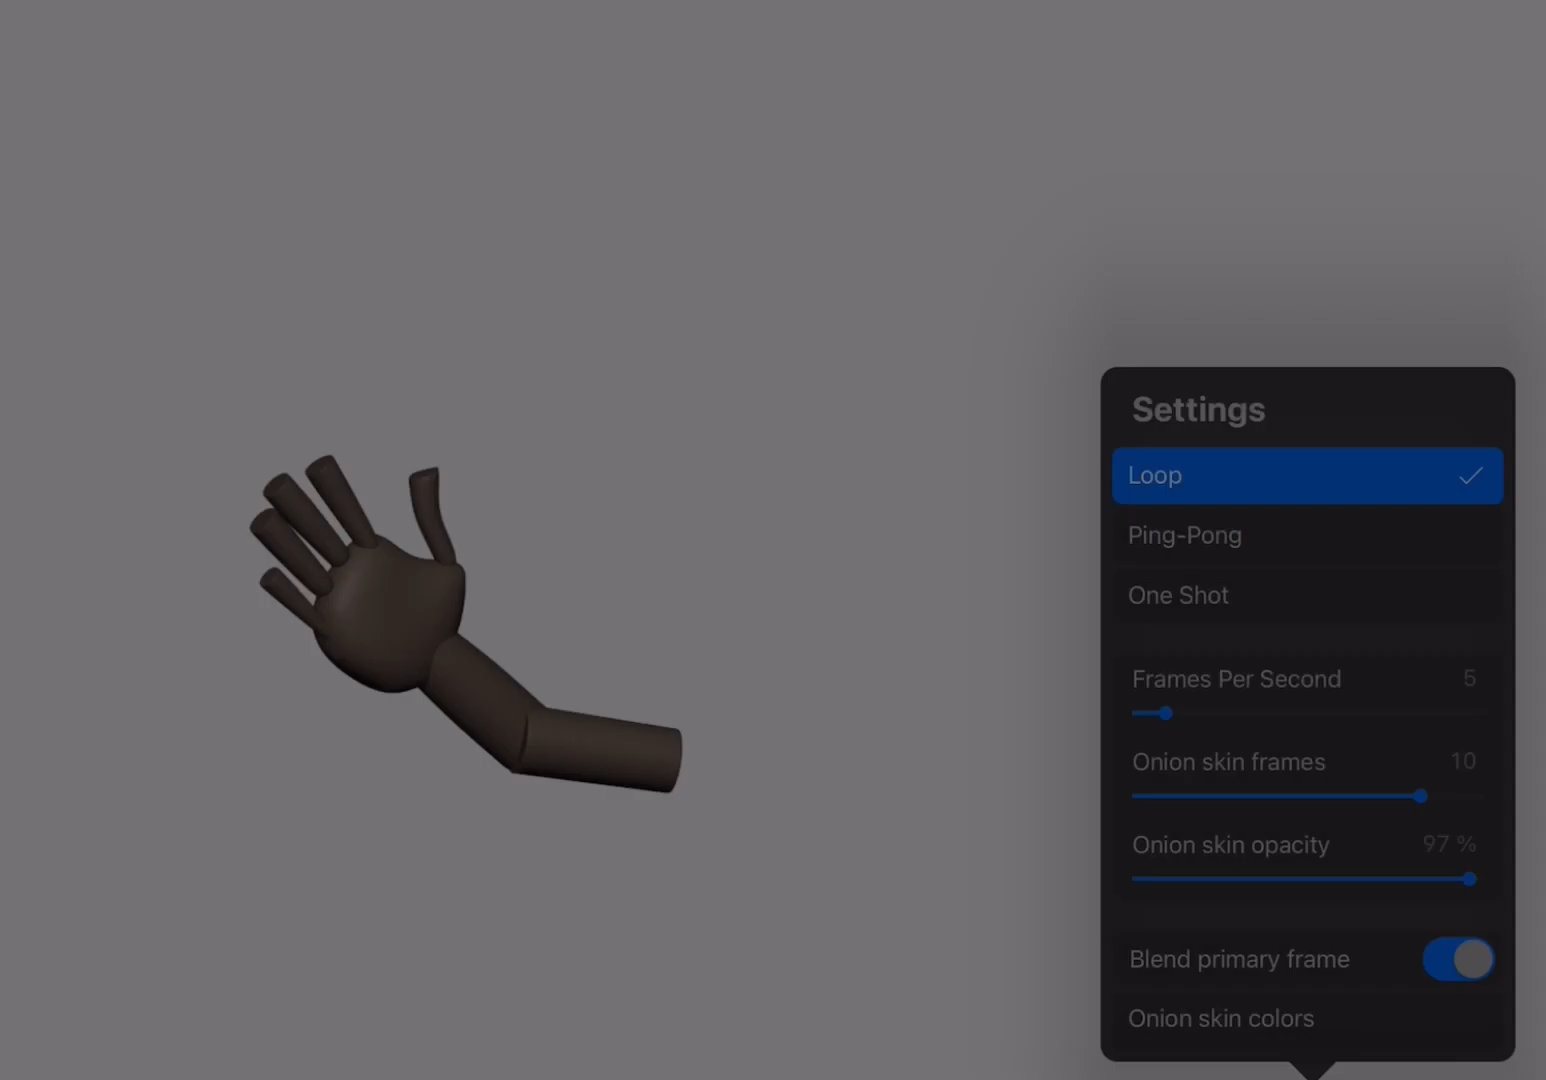 Settings
Loop
Ping-Pong
One Shot
Frames Per Second 5
Onion skin frames 10
Onion skin opacity 97 %
Blend primary frame
Onion skin colors